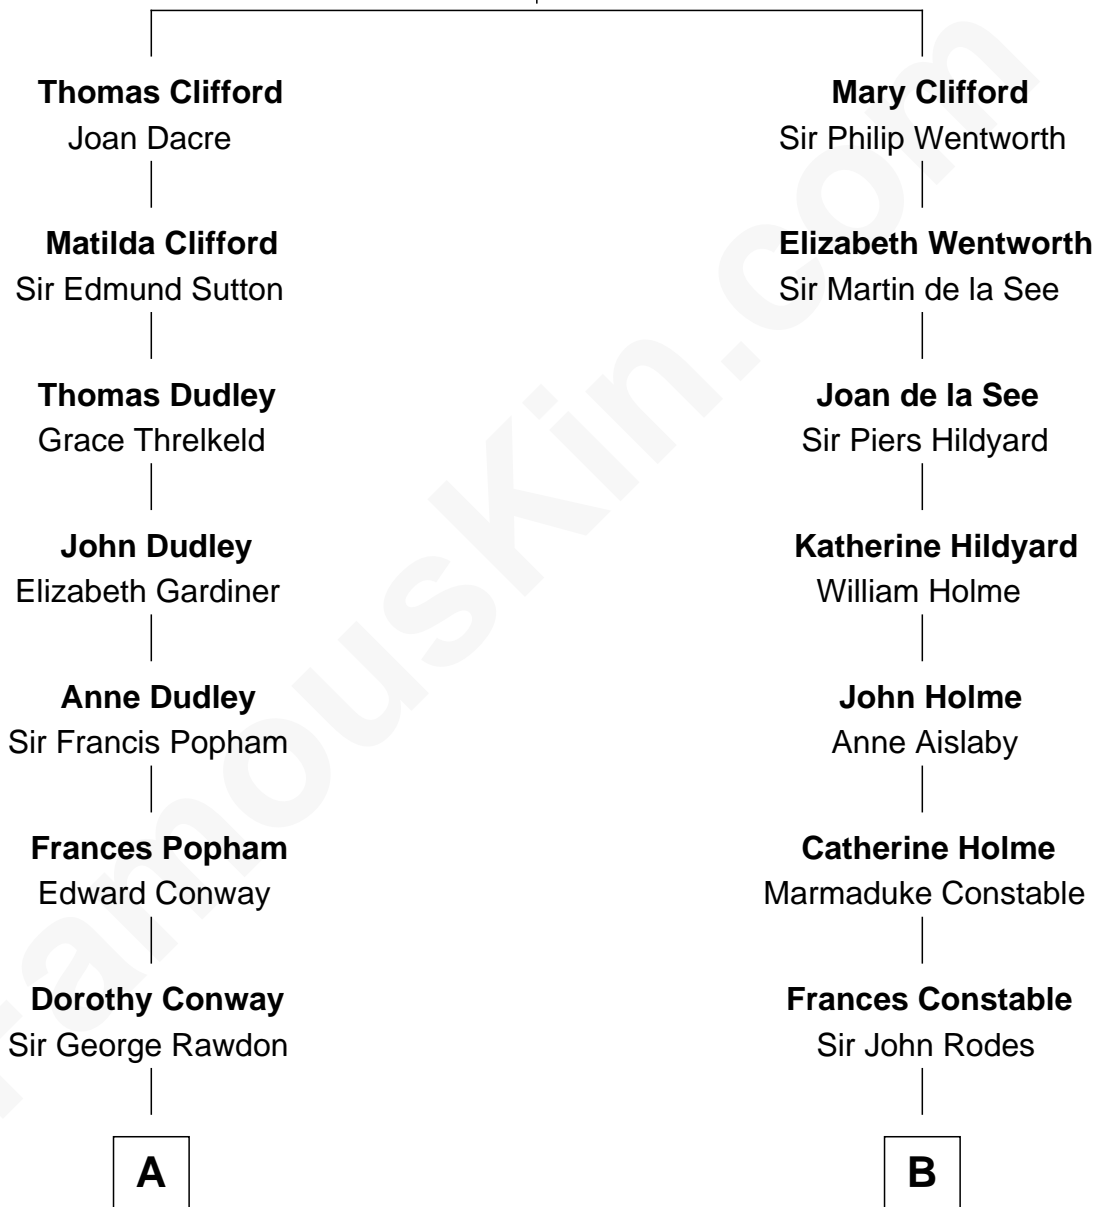 Thomas Clifford
Joan Dacre
Matilda Clifford
Sir Edmund Sutton
Thomas Dudley
Grace Threlkeld
John Dudley
Elizabeth Gardiner
Anne Dudley
Sir Francis Popham
Frances Popham
Edward Conway
Dorothy Conway
Sir George Rawdon
A
Mary Clifford
Sir Philip Wentworth
Elizabeth Wentworth
Sir Martin de la See
Joan de la See
Sir Piers Hildyard
Katherine Hildyard
William Holme
John Holme
Anne Aislaby
Catherine Holme
Marmaduke Constable
Frances Constable
Sir John Rodes
B
FamousKin.com